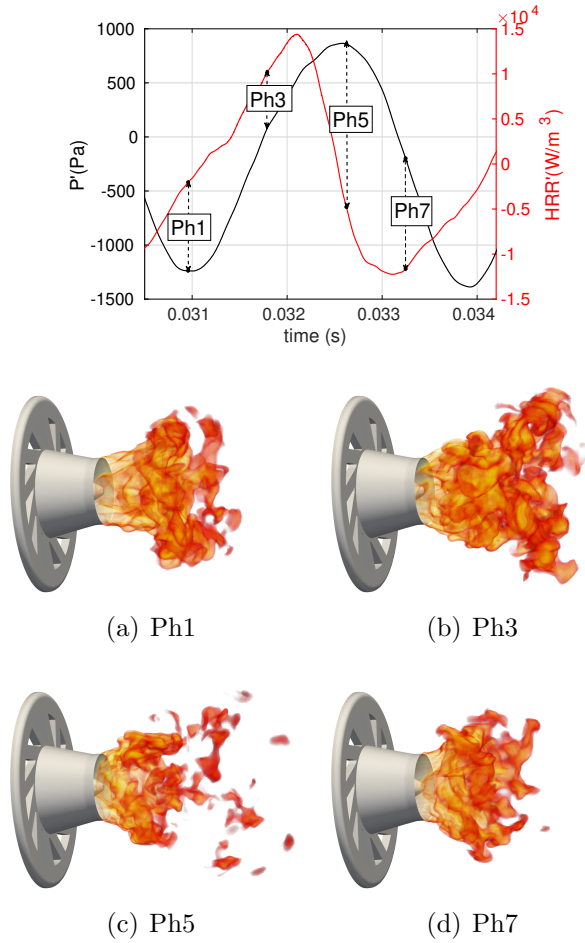 ×10⁴
1000
500
0
-500
-1000
-1500
P'(Pa)
1.5
1
0.5
0
-0.5
-1
-1.5
HRR'(W/m³)
Ph1
Ph3
Ph5
Ph7
0.031
0.032
0.033
0.034
time (s)
(a) Ph1
(b) Ph3
(c) Ph5
(d) Ph7